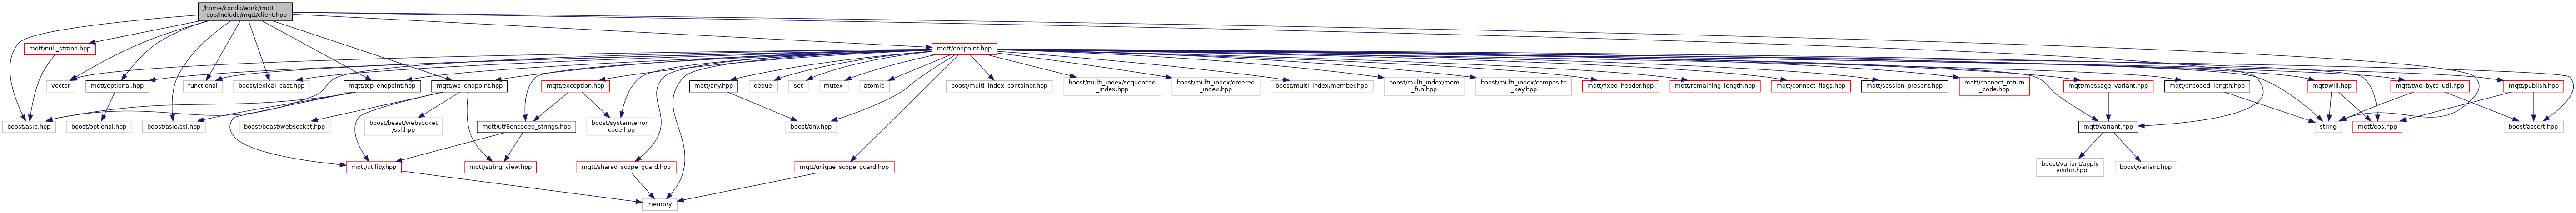 /home/kondo/work/mqtt
_cpp/include/mqtt/client.hpp
mqtt/null_strand.hpp
mqtt/endpoint.hpp
vector
mqtt/optional.hpp
functional
boost/lexical_cast.hpp
mqtt/tcp_endpoint.hpp
mqtt/ws_endpoint.hpp
mqtt/exception.hpp
mqtt/any.hpp
deque
set
mutex
atomic
boost/multi_index_container.hpp
boost/multi_index/sequenced
_index.hpp
boost/multi_index/ordered
_index.hpp
boost/multi_index/member.hpp
boost/multi_index/mem
_fun.hpp
boost/multi_index/composite
_key.hpp
mqtt/fixed_header.hpp
mqtt/remaining_length.hpp
mqtt/connect_flags.hpp
mqtt/session_present.hpp
mqtt/connect_return
_code.hpp
mqtt/message_variant.hpp
mqtt/encoded_length.hpp
mqtt/will.hpp
mqtt/two_byte_util.hpp
mqtt/publish.hpp
boost/asio.hpp
boost/optional.hpp
boost/asio/ssl.hpp
boost/beast/websocket.hpp
boost/beast/websocket
/ssl.hpp
mqtt/utf8encoded_strings.hpp
boost/system/error
_code.hpp
boost/any.hpp
mqtt/variant.hpp
string
mqtt/qos.hpp
boost/assert.hpp
mqtt/utility.hpp
mqtt/string_view.hpp
mqtt/shared_scope_guard.hpp
mqtt/unique_scope_guard.hpp
boost/variant/apply
_visitor.hpp
boost/variant.hpp
memory